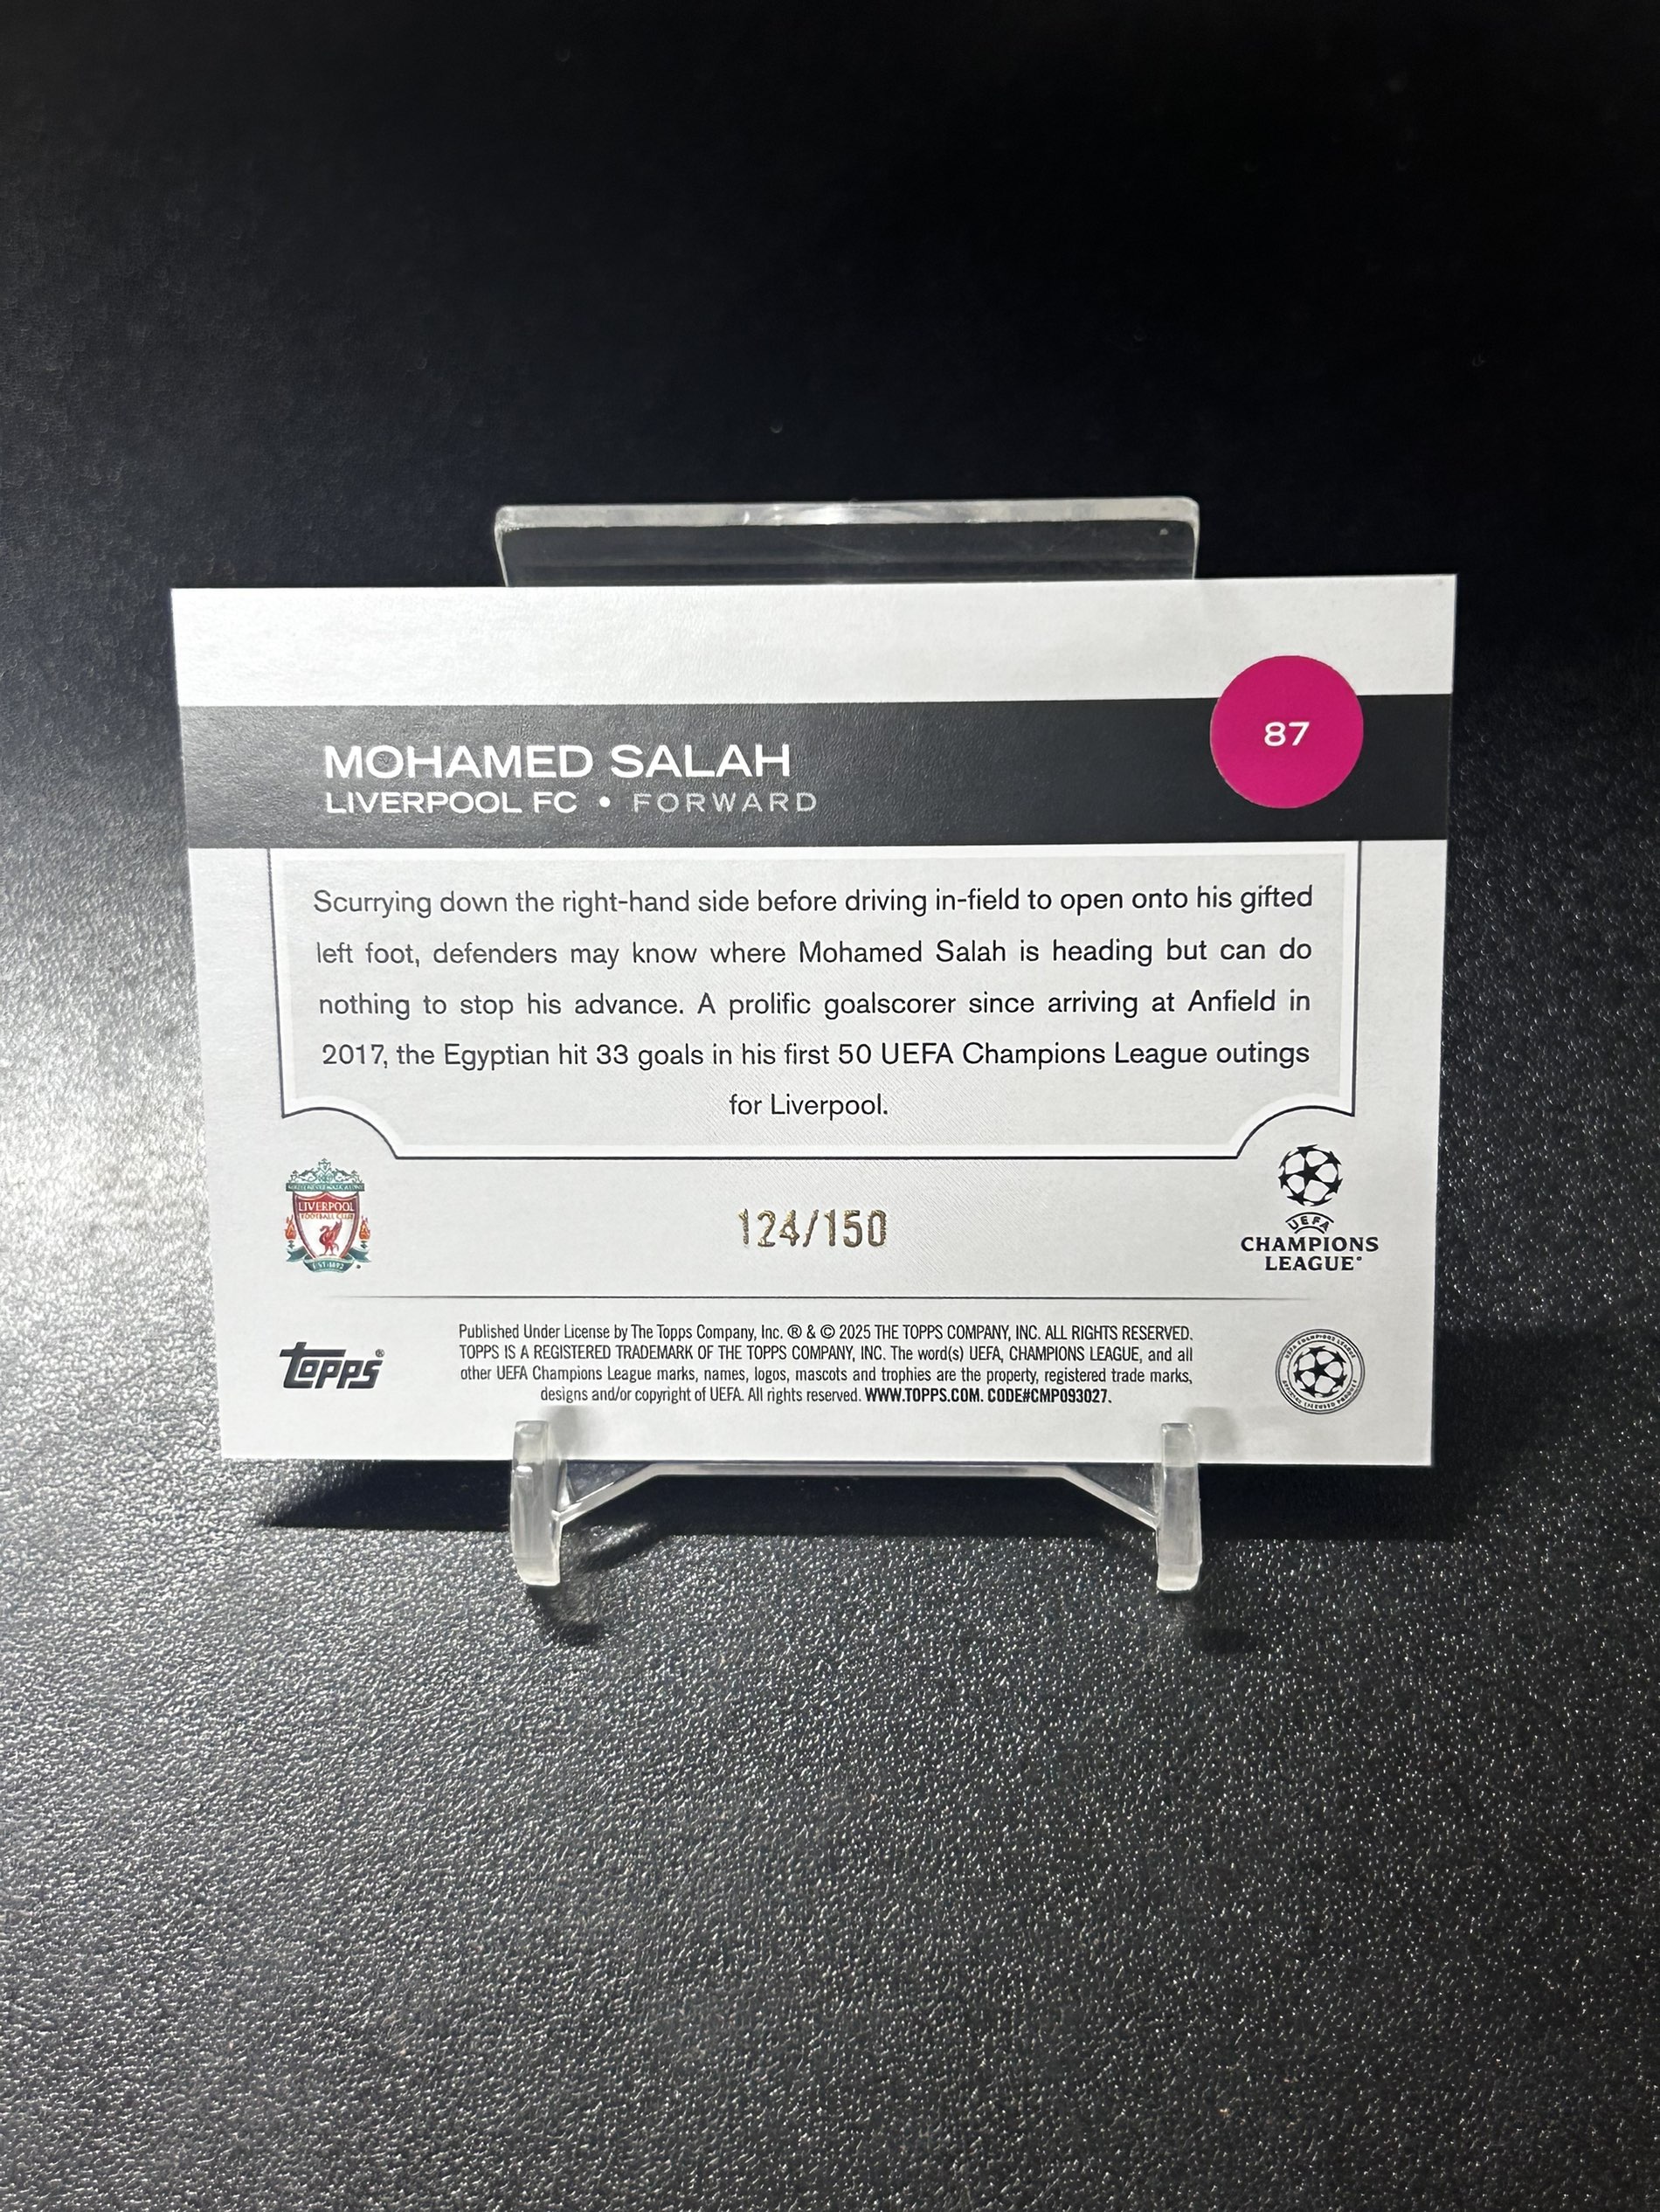 87
MOHAMED SALAH
LIVERPOOL FC • FORWARD
Scurrying down the right-hand side before driving in-field to open onto his gifted
left foot, defenders may know where Mohamed Salah is heading but can do
nothing to stop his advance. A prolific goalscorer since arriving at Anfield in
2017, the Egyptian hit 33 goals in his first 50 UEFA Champions League outings
for Liverpool.
LIVERPOOL
FOOTBALL CLUB
EST·1892
124/150
UEFA
CHAMPIONS
LEAGUE®
topps®
Published Under License by The Topps Company, Inc. ® & © 2025 THE TOPPS COMPANY, INC. ALL RIGHTS RESERVED.
TOPPS IS A REGISTERED TRADEMARK OF THE TOPPS COMPANY, INC. The word(s) UEFA, CHAMPIONS LEAGUE, and all
other UEFA Champions League marks, names, logos, mascots and trophies are the property, registered trade marks,
designs and/or copyright of UEFA. All rights reserved. WWW.TOPPS.COM. CODE#CMP093027.